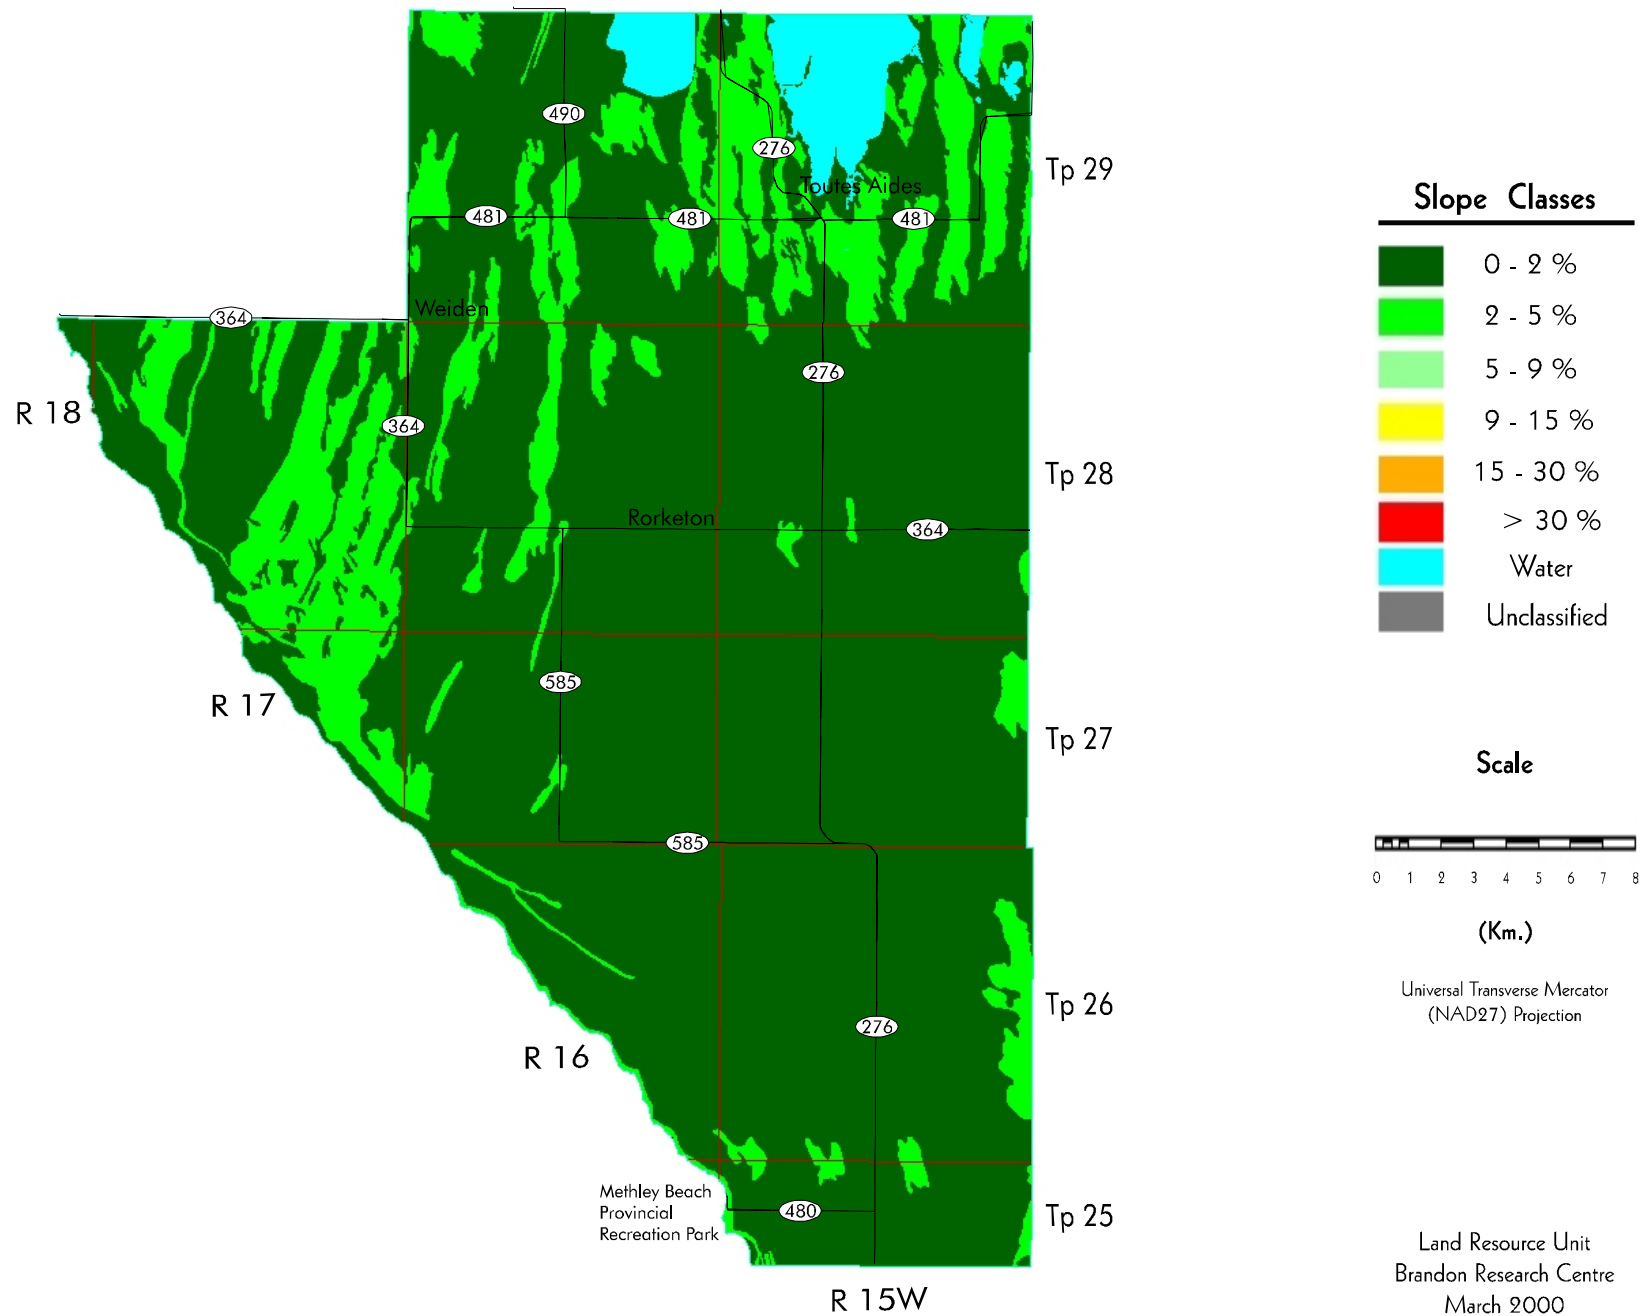 490
276
Tp 29
Toutes Aides
481
481
481
Weiden
364
276
R 18
364
Tp 28
Rorketon
364
585
R 17
Tp 27
585
Tp 26
276
R 16
Methley Beach
Provincial
Recreation Park
480
Tp 25
R 15W
Slope Classes
0 - 2 %
2 - 5 %
5 - 9 %
9 - 15 %
15 - 30 %
> 30 %
Water
Unclassified
Scale
0 1 2 3 4 5 6 7 8
(Km.)
Universal Transverse Mercator
(NAD27) Projection
Land Resource Unit
Brandon Research Centre
March 2000